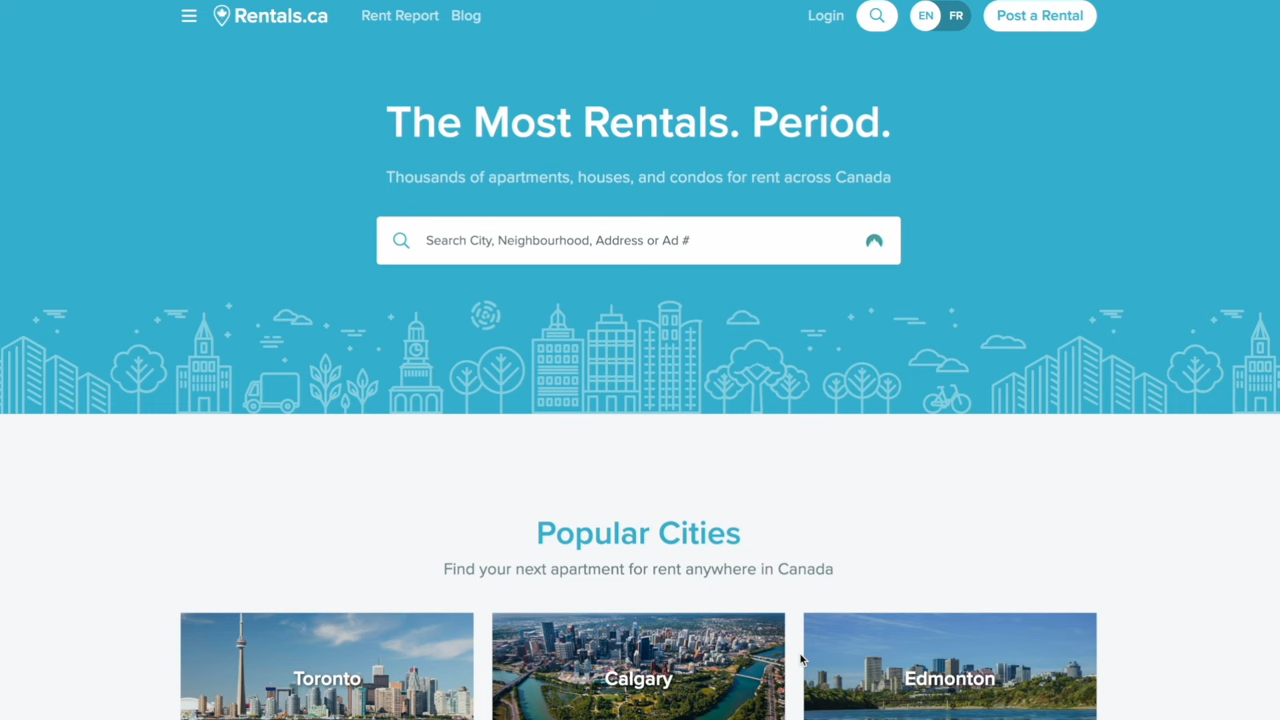 Rentals.ca Rent Report Blog Login EN FR Post a Rental
The Most Rentals. Period.
Thousands of apartments, houses, and condos for rent across Canada
Search City, Neighbourhood, Address or Ad #
Popular Cities
Find your next apartment for rent anywhere in Canada
Toronto Calgary Edmonton